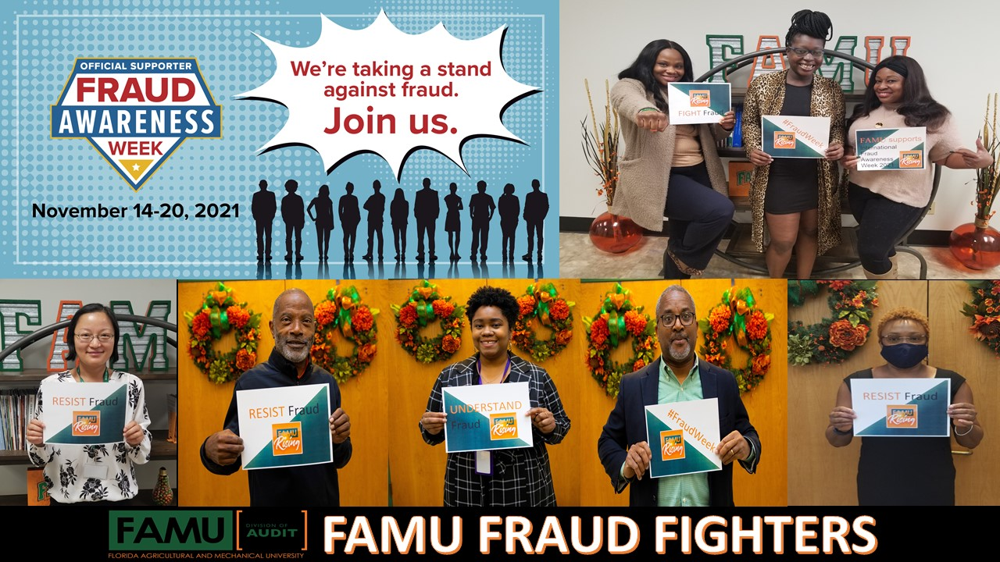 OFFICIAL SUPPORTER
FRAUD
AWARENESS
WEEK
November 14-20, 2021
We're taking a stand
against fraud.
Join us.
FAMU
FIGHT Fraud
FAMU
Rising
#FraudWeek
FAMU
Rising
FAMU supports
International
Fraud
Awareness
Week 2021
FAMU
Rising
FAM
RESIST Fraud
FAMU
Rising
RESIST Fraud
FAMU
Rising
UNDERSTAND
Fraud
FAMU
Rising
#FraudWeek
FAMU
Rising
RESIST Fraud
FAMU
Rising
FAMU
DIVISION OF
AUDIT
FLORIDA AGRICULTURAL AND MECHANICAL UNIVERSITY
FAMU FRAUD FIGHTERS